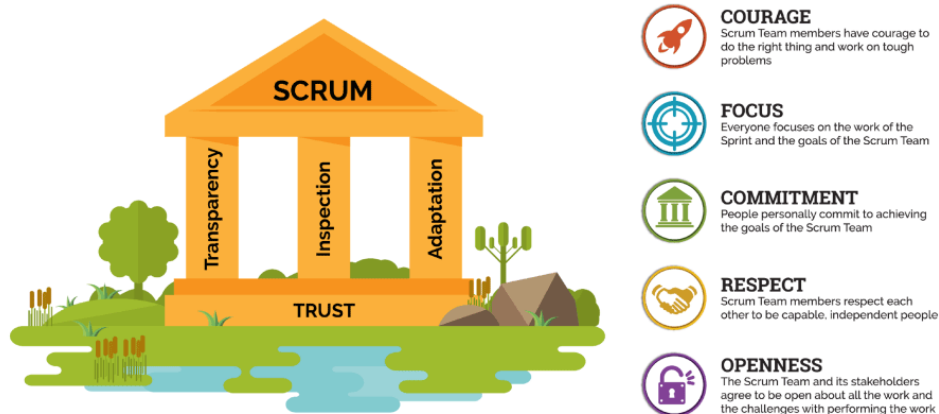 SCRUM
Transparency
Inspection
Adaptation
TRUST
COURAGE
Scrum Team members have courage to
do the right thing and work on tough
problems
FOCUS
Everyone focuses on the work of the
Sprint and the goals of the Scrum Team
COMMITMENT
People personally commit to achieving
the goals of the Scrum Team
RESPECT
Scrum Team members respect each
other to be capable, independent people
OPENNESS
The Scrum Team and its stakeholders
agree to be open about all the work and
the challenges with performing the work